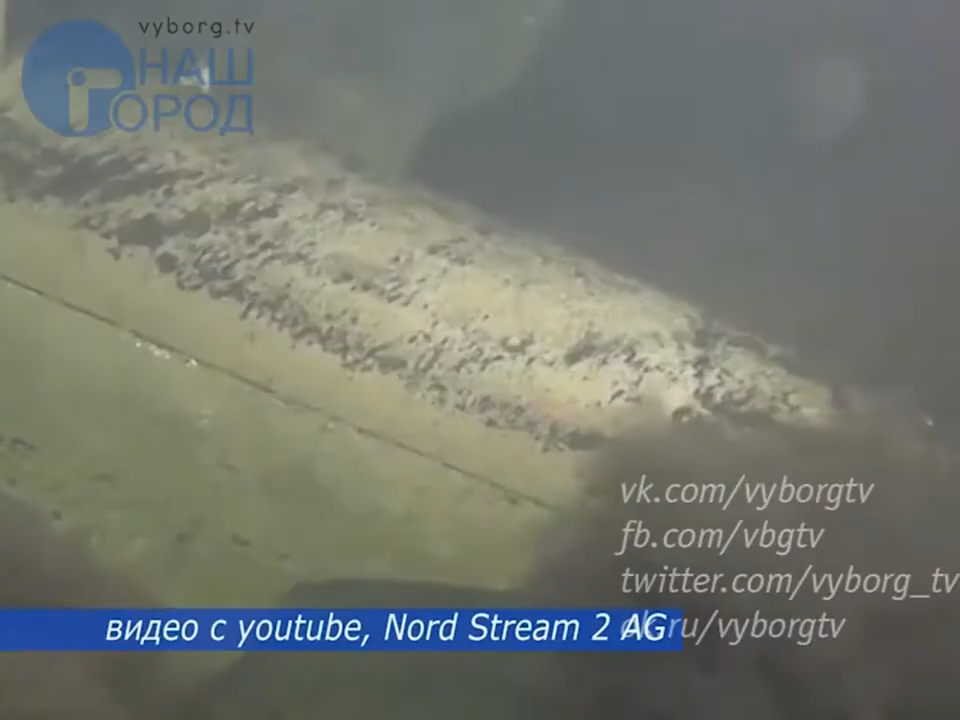 vyborg.tv
НАШ
ГОРОД
vk.com/vyborgtv
fb.com/vbgtv
twitter.com/vyborg_tv
видео с youtube, Nord Stream 2 AG
ok.ru/vyborgtv